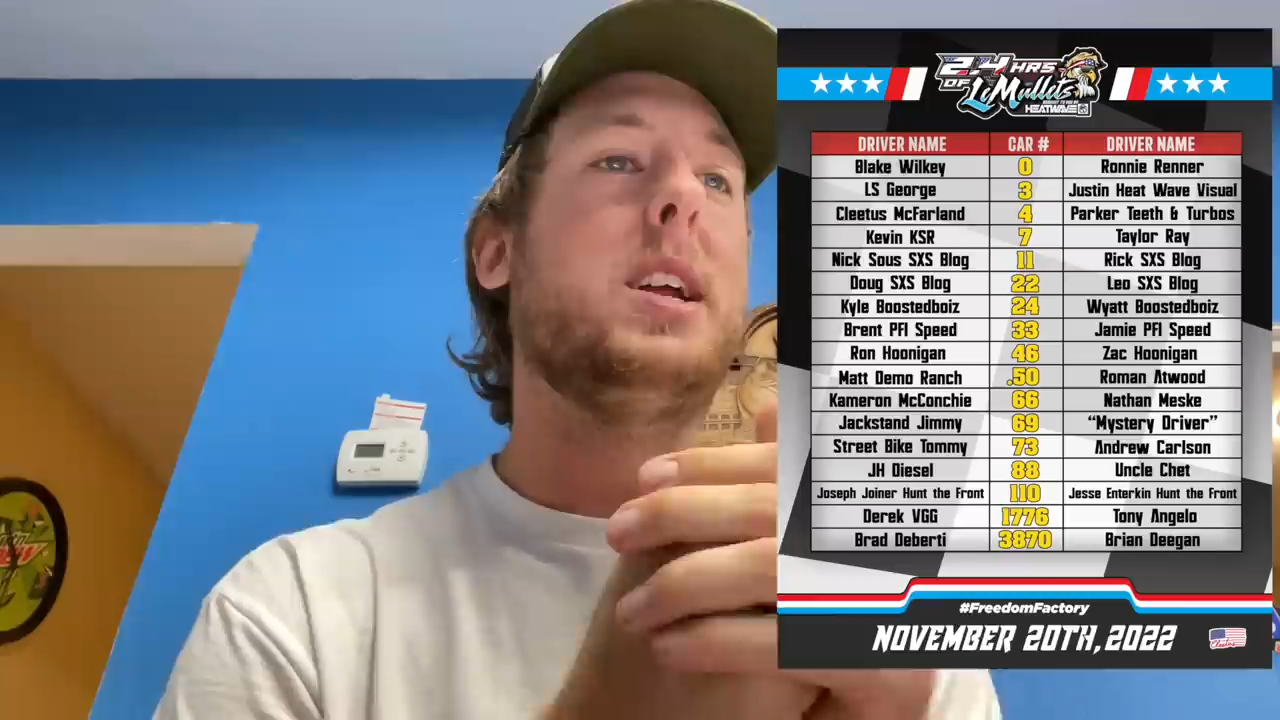 2.4 HRS
OF LeMullets
BROUGHT TO YOU BY
HEATWAVE
DRIVER NAME CAR # DRIVER NAME
Blake Wilkey 0 Ronnie Renner
LS George 3 Justin Heat Wave Visual
Cleetus McFarland 4 Parker Teeth & Turbos
Kevin KSR 7 Taylor Ray
Nick Sous SXS Blog 11 Rick SXS Blog
Doug SXS Blog 22 Leo SXS Blog
Kyle Boostedboiz 24 Wyatt Boostedboiz
Brent PFI Speed 33 Jamie PFI Speed
Ron Hoonigan 46 Zac Hoonigan
Matt Demo Ranch .50 Roman Atwood
Kameron McConchie 66 Nathan Meske
Jackstand Jimmy 69 “Mystery Driver”
Street Bike Tommy 73 Andrew Carlson
JH Diesel 88 Uncle Chet
Joseph Joiner Hunt the Front 110 Jesse Enterkin Hunt the Front
Derek VGG 1776 Tony Angelo
Brad Deberti 3870 Brian Deegan
#FreedomFactory
NOVEMBER 20TH, 2022